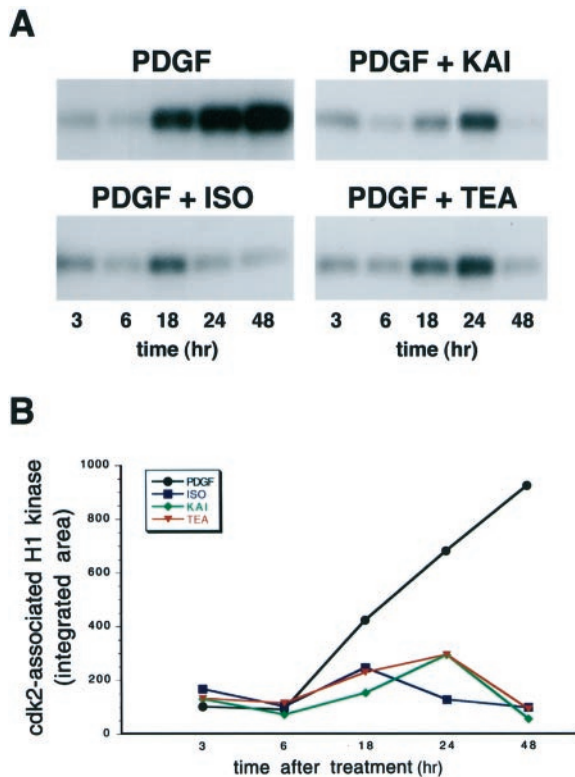 A
PDGF
PDGF + KAI
PDGF + ISO
PDGF + TEA
3 6 18 24 48
3 6 18 24 48
time (hr)
time (hr)
B
cdk2-associated H1 kinase
(integrated area)
1000
800
600
400
200
0
PDGF
ISO
KAI
TEA
3 6 18 24 48
time after treatment (hr)